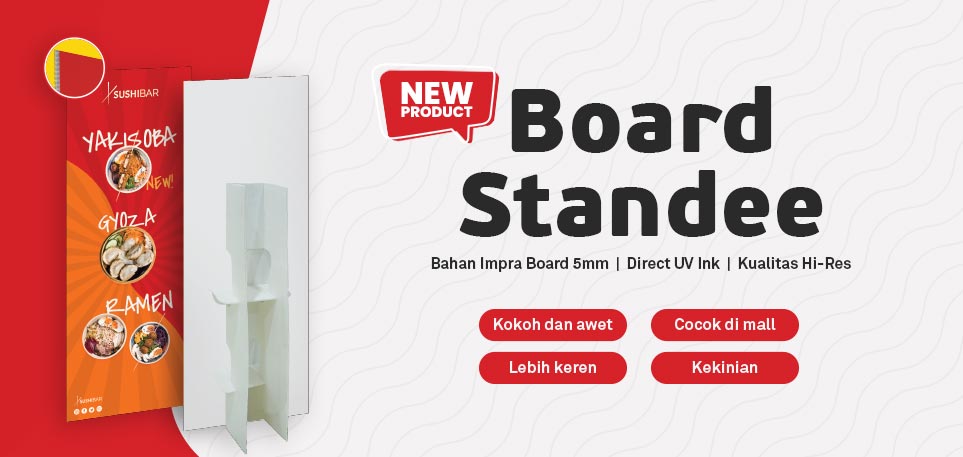 SUSHIBAR
YAKISOBA
NEW!
GYOZA
RAMEN
SUSHIBAR
NEW
PRODUCT
Board
Standee
Bahan Impra Board 5mm | Direct UV Ink | Kualitas Hi-Res
Kokoh dan awet
Cocok di mall
Lebih keren
Kekinian